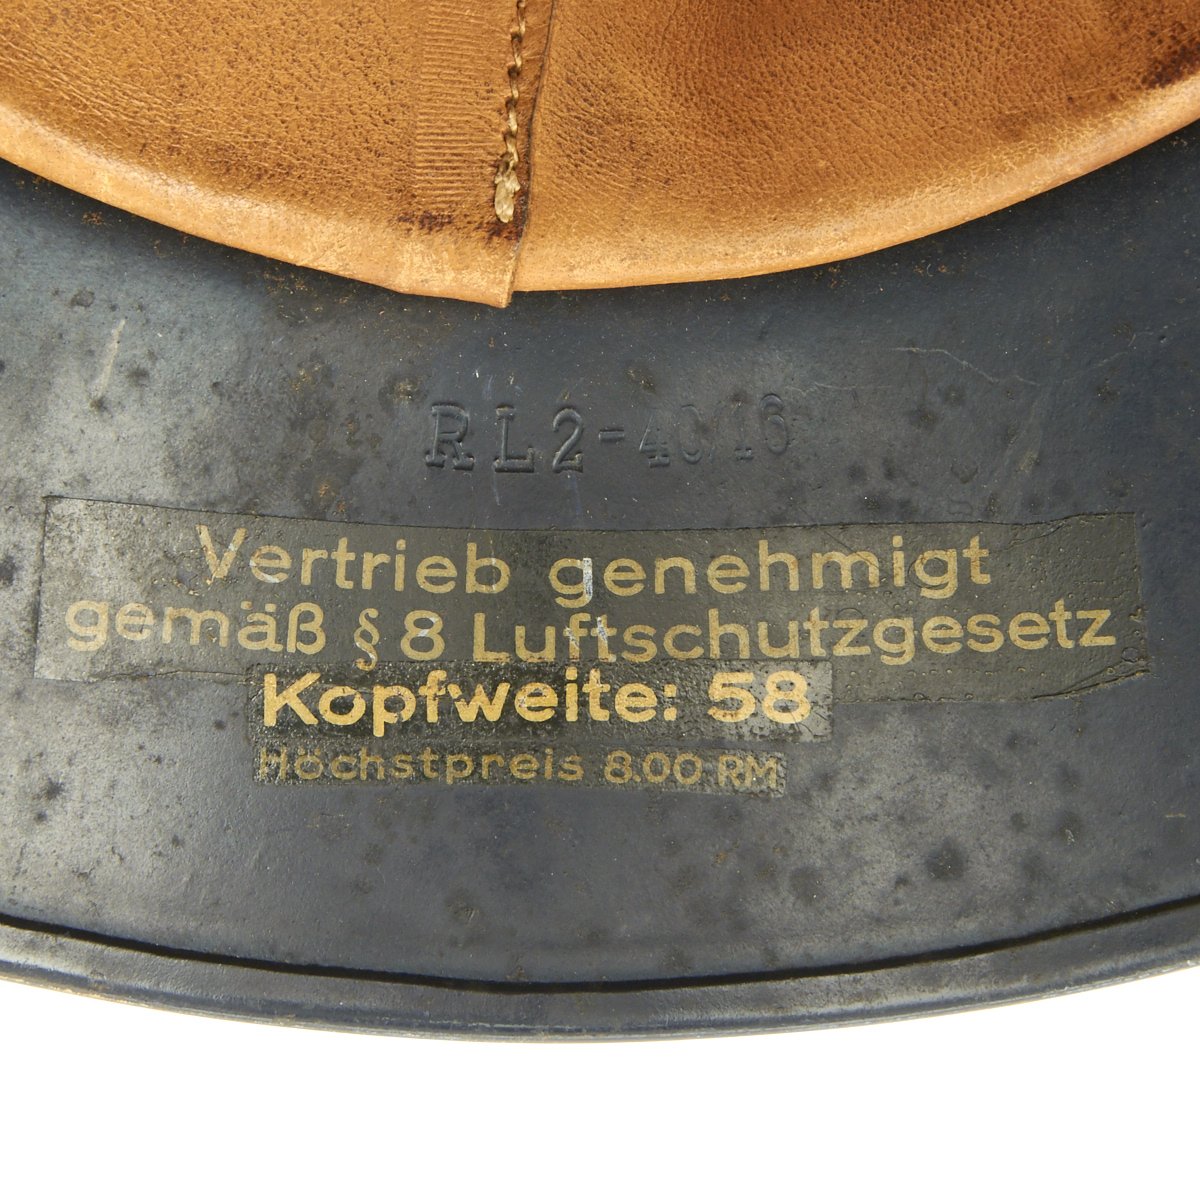 RL2-40/16
Vertrieb genehmigt
gemäß § 8 Luftschutzgesetz
Kopfweite: 58
Höchstpreis 8.00 RM